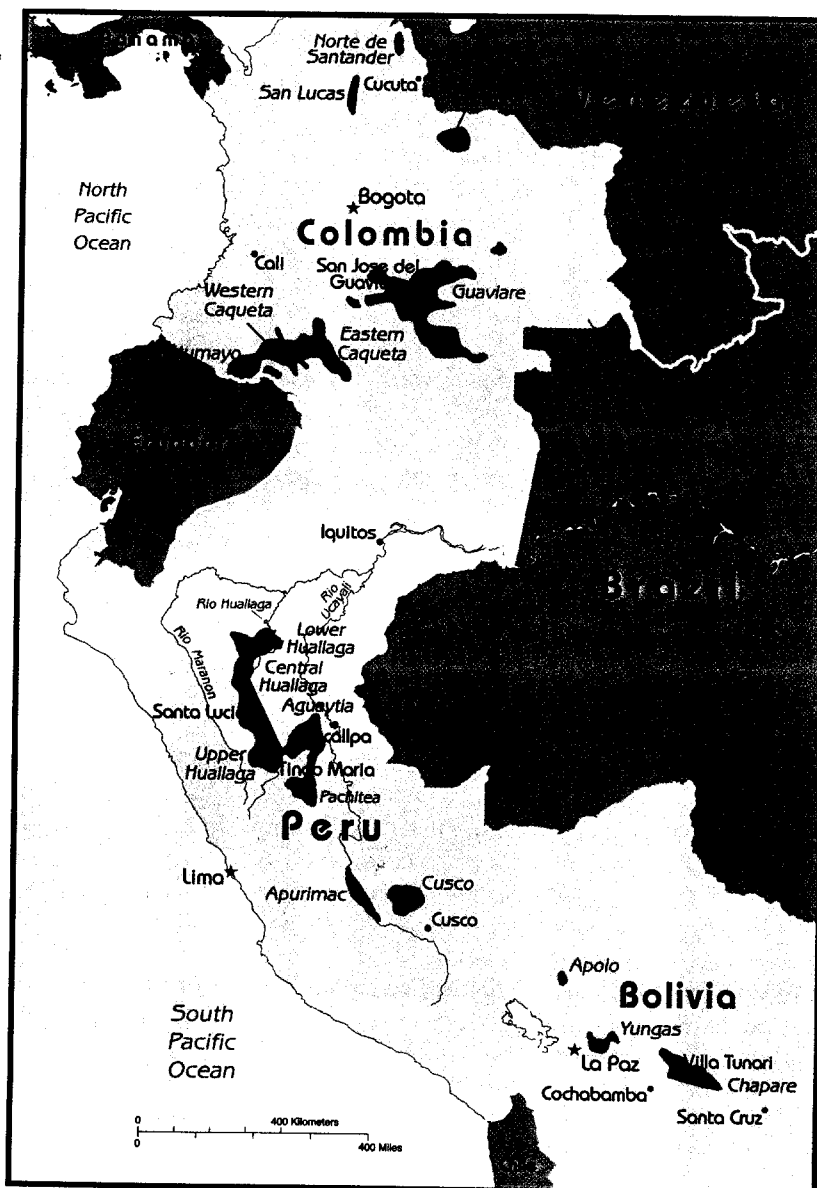 Norte de
Santander
San Lucas
Cucuta
Venezuela
North
Pacific
Ocean
Bogota
Colombia
Cali
San Jose del
Guaviare
Western
Caqueta
Eastern
Caqueta
Ecuador
Iquitos
Brazil
Rio Huallaga
Rio
Ucayali
Rio Maranon
Lower
Huallaga
Central
Huallaga
Aguaytia
Upper
Huallaga
Tingo Maria
Pachitea
Peru
Lima
Apurimac
Cusco
Cusco
Apolo
Bolivia
South
Pacific
Ocean
Yungas
La Paz
Villa Tunari
Chapare
Cochabamba
Santa Cruz
0
400 Kilometers
0
400 Miles